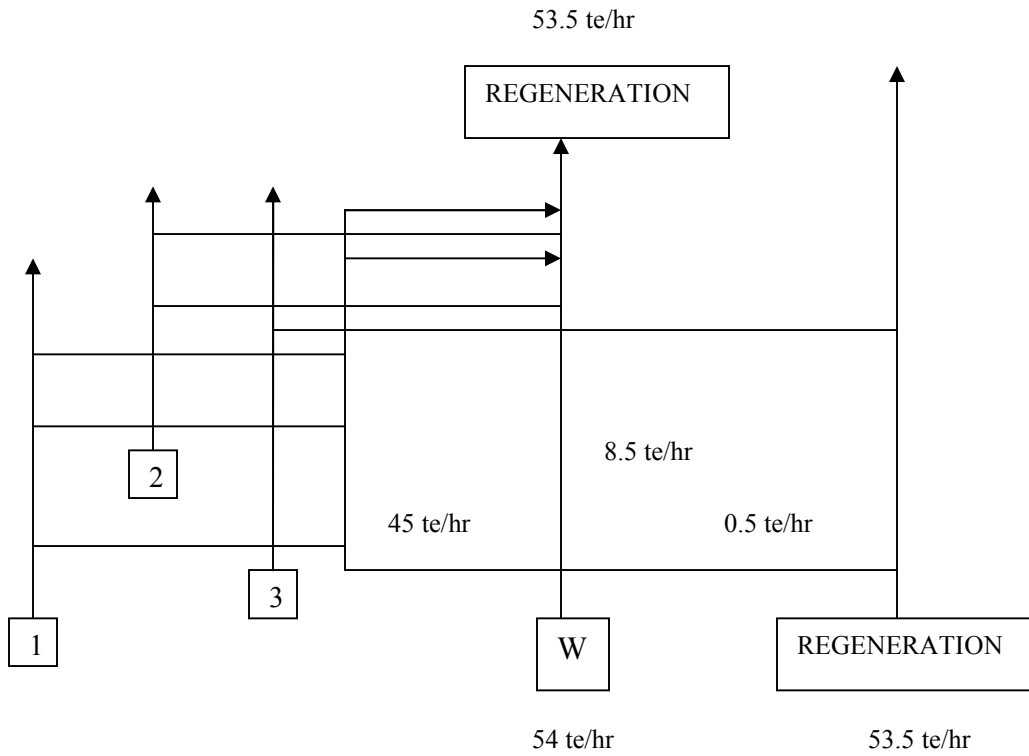 53.5 te/hr
REGENERATION
2
8.5 te/hr
45 te/hr
0.5 te/hr
3
1
W
REGENERATION
54 te/hr
53.5 te/hr